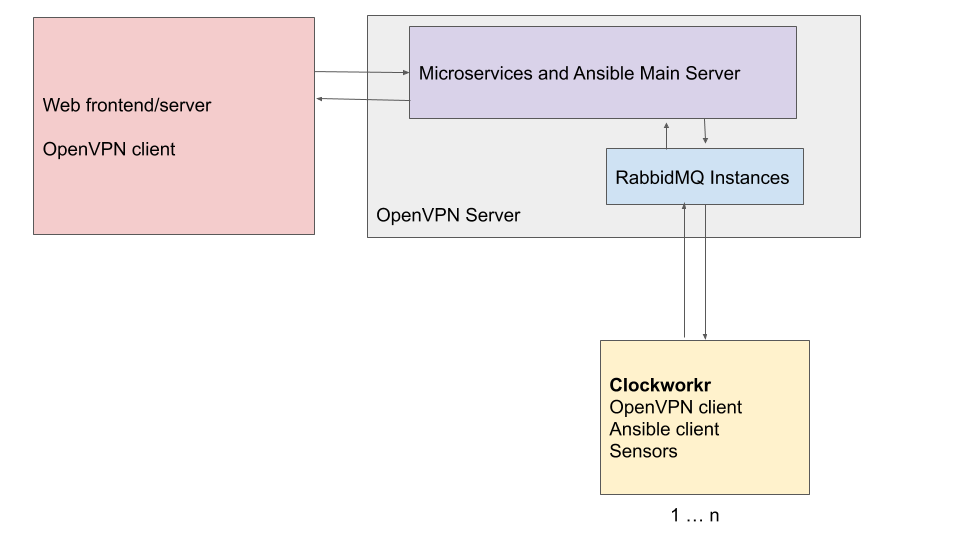 Web frontend/server
OpenVPN client
Microservices and Ansible Main Server
RabbidMQ Instances
OpenVPN Server
Clockworkr
OpenVPN client
Ansible client
Sensors
1 … n